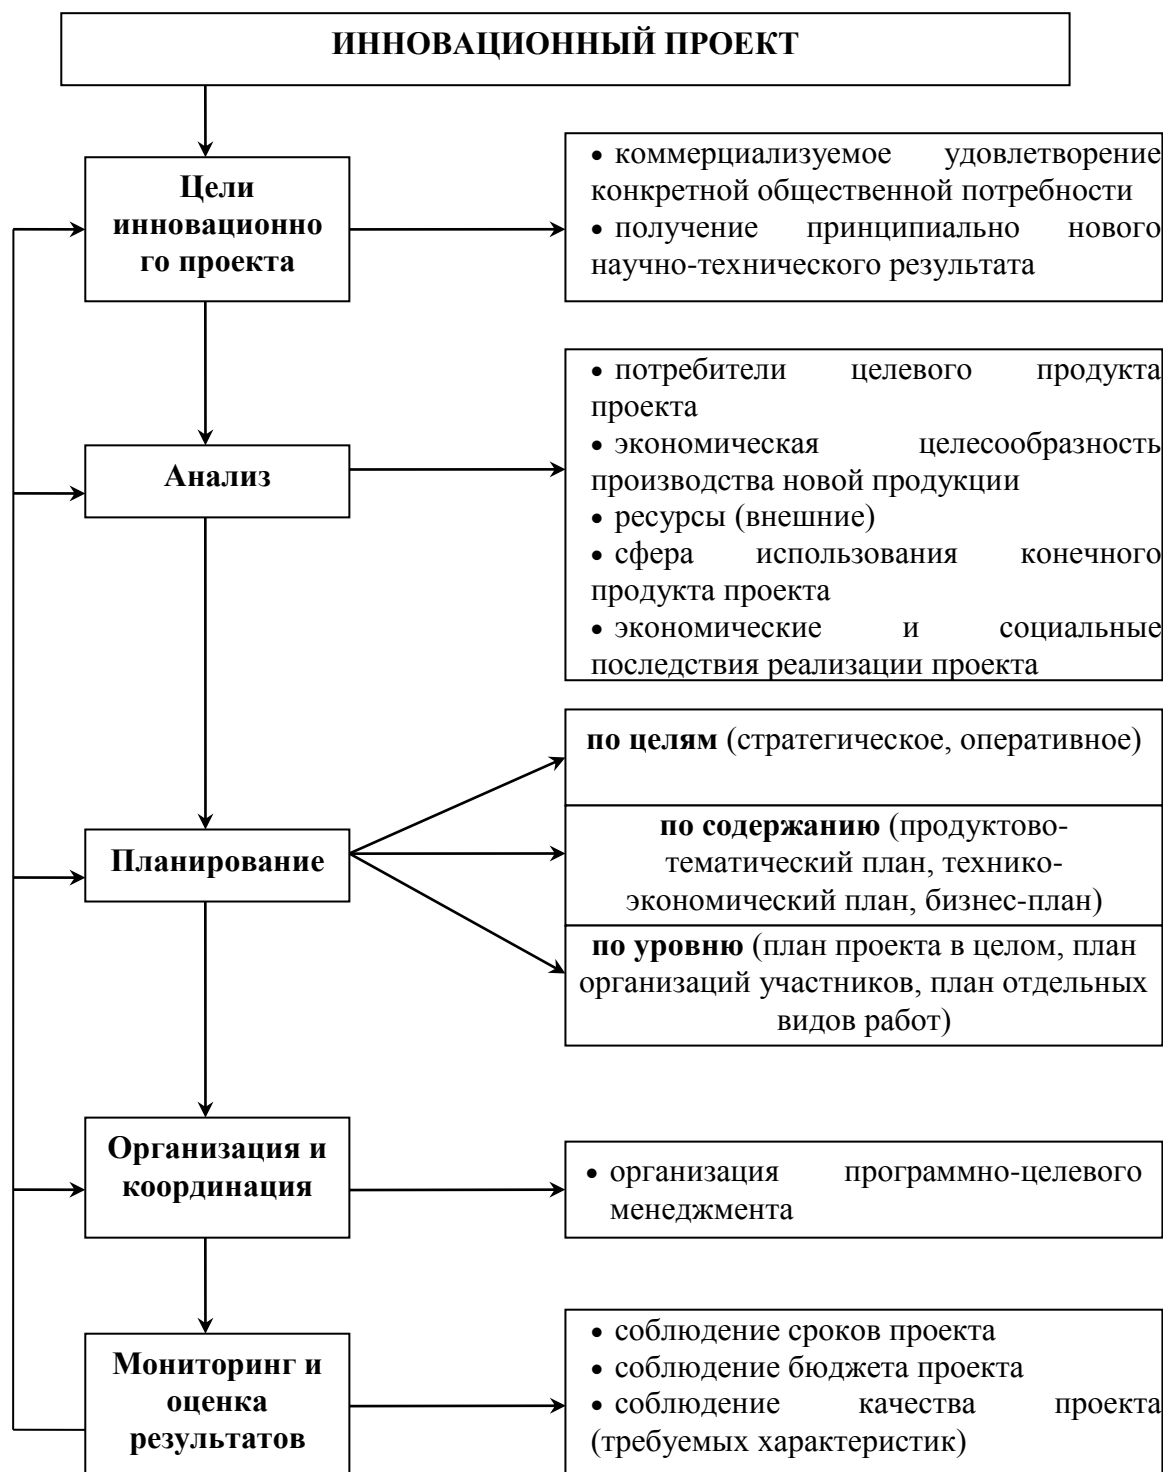 ИННОВАЦИОННЫЙ ПРОЕКТ
Цели
инновационно
го проекта
• коммерциализуемое удовлетворение
конкретной общественной потребности
• получение принципиально нового
научно-технического результата
Анализ
• потребители целевого продукта
проекта
• экономическая целесообразность
производства новой продукции
• ресурсы (внешние)
• сфера использования конечного
продукта проекта
• экономические и социальные
последствия реализации проекта
Планирование
по целям (стратегическое, оперативное)
по содержанию (продуктово-
тематический план, технико-
экономический план, бизнес-план)
по уровню (план проекта в целом, план
организаций участников, план отдельных
видов работ)
Организация и
координация
• организация программно-целевого
менеджмента
Мониторинг и
оценка
результатов
• соблюдение сроков проекта
• соблюдение бюджета проекта
• соблюдение качества проекта
(требуемых характеристик)